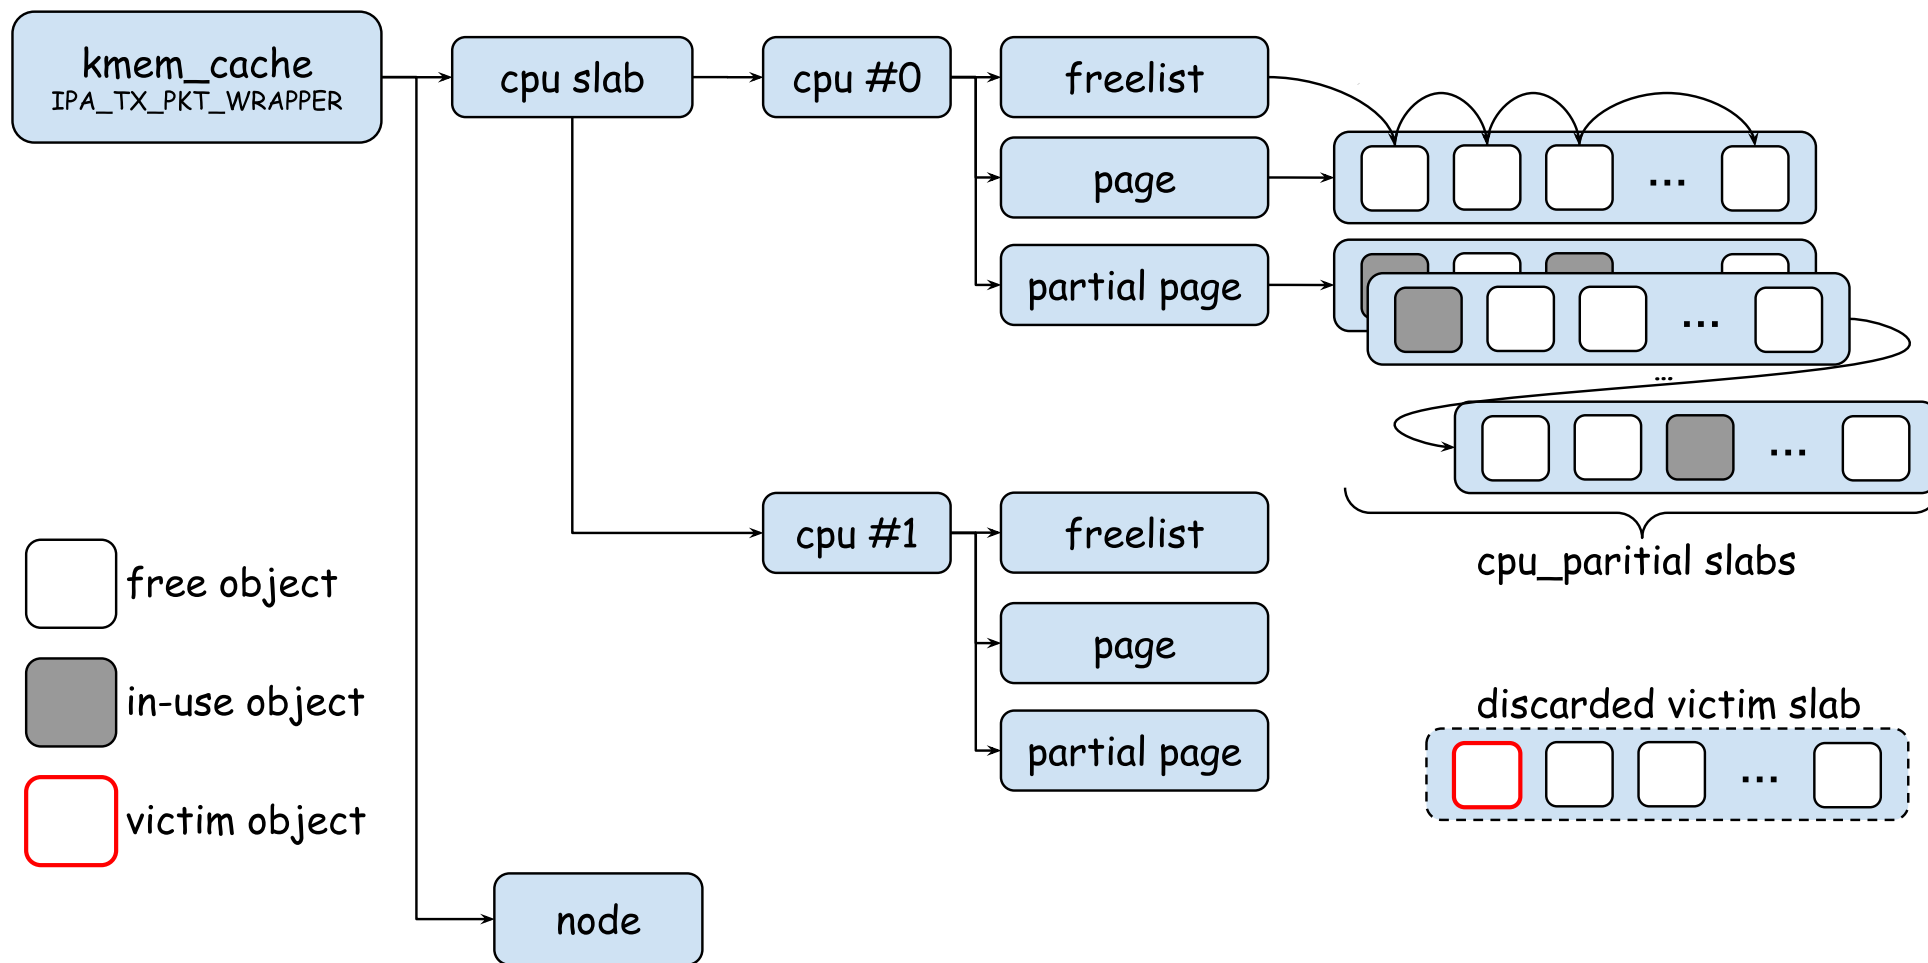 kmem_cache
IPA_TX_PKT_WRAPPER
cpu slab
cpu #0
freelist
page
...
partial page
...
...
...
cpu_paritial slabs
cpu #1
freelist
page
partial page
free object
in-use object
victim object
discarded victim slab
...
node